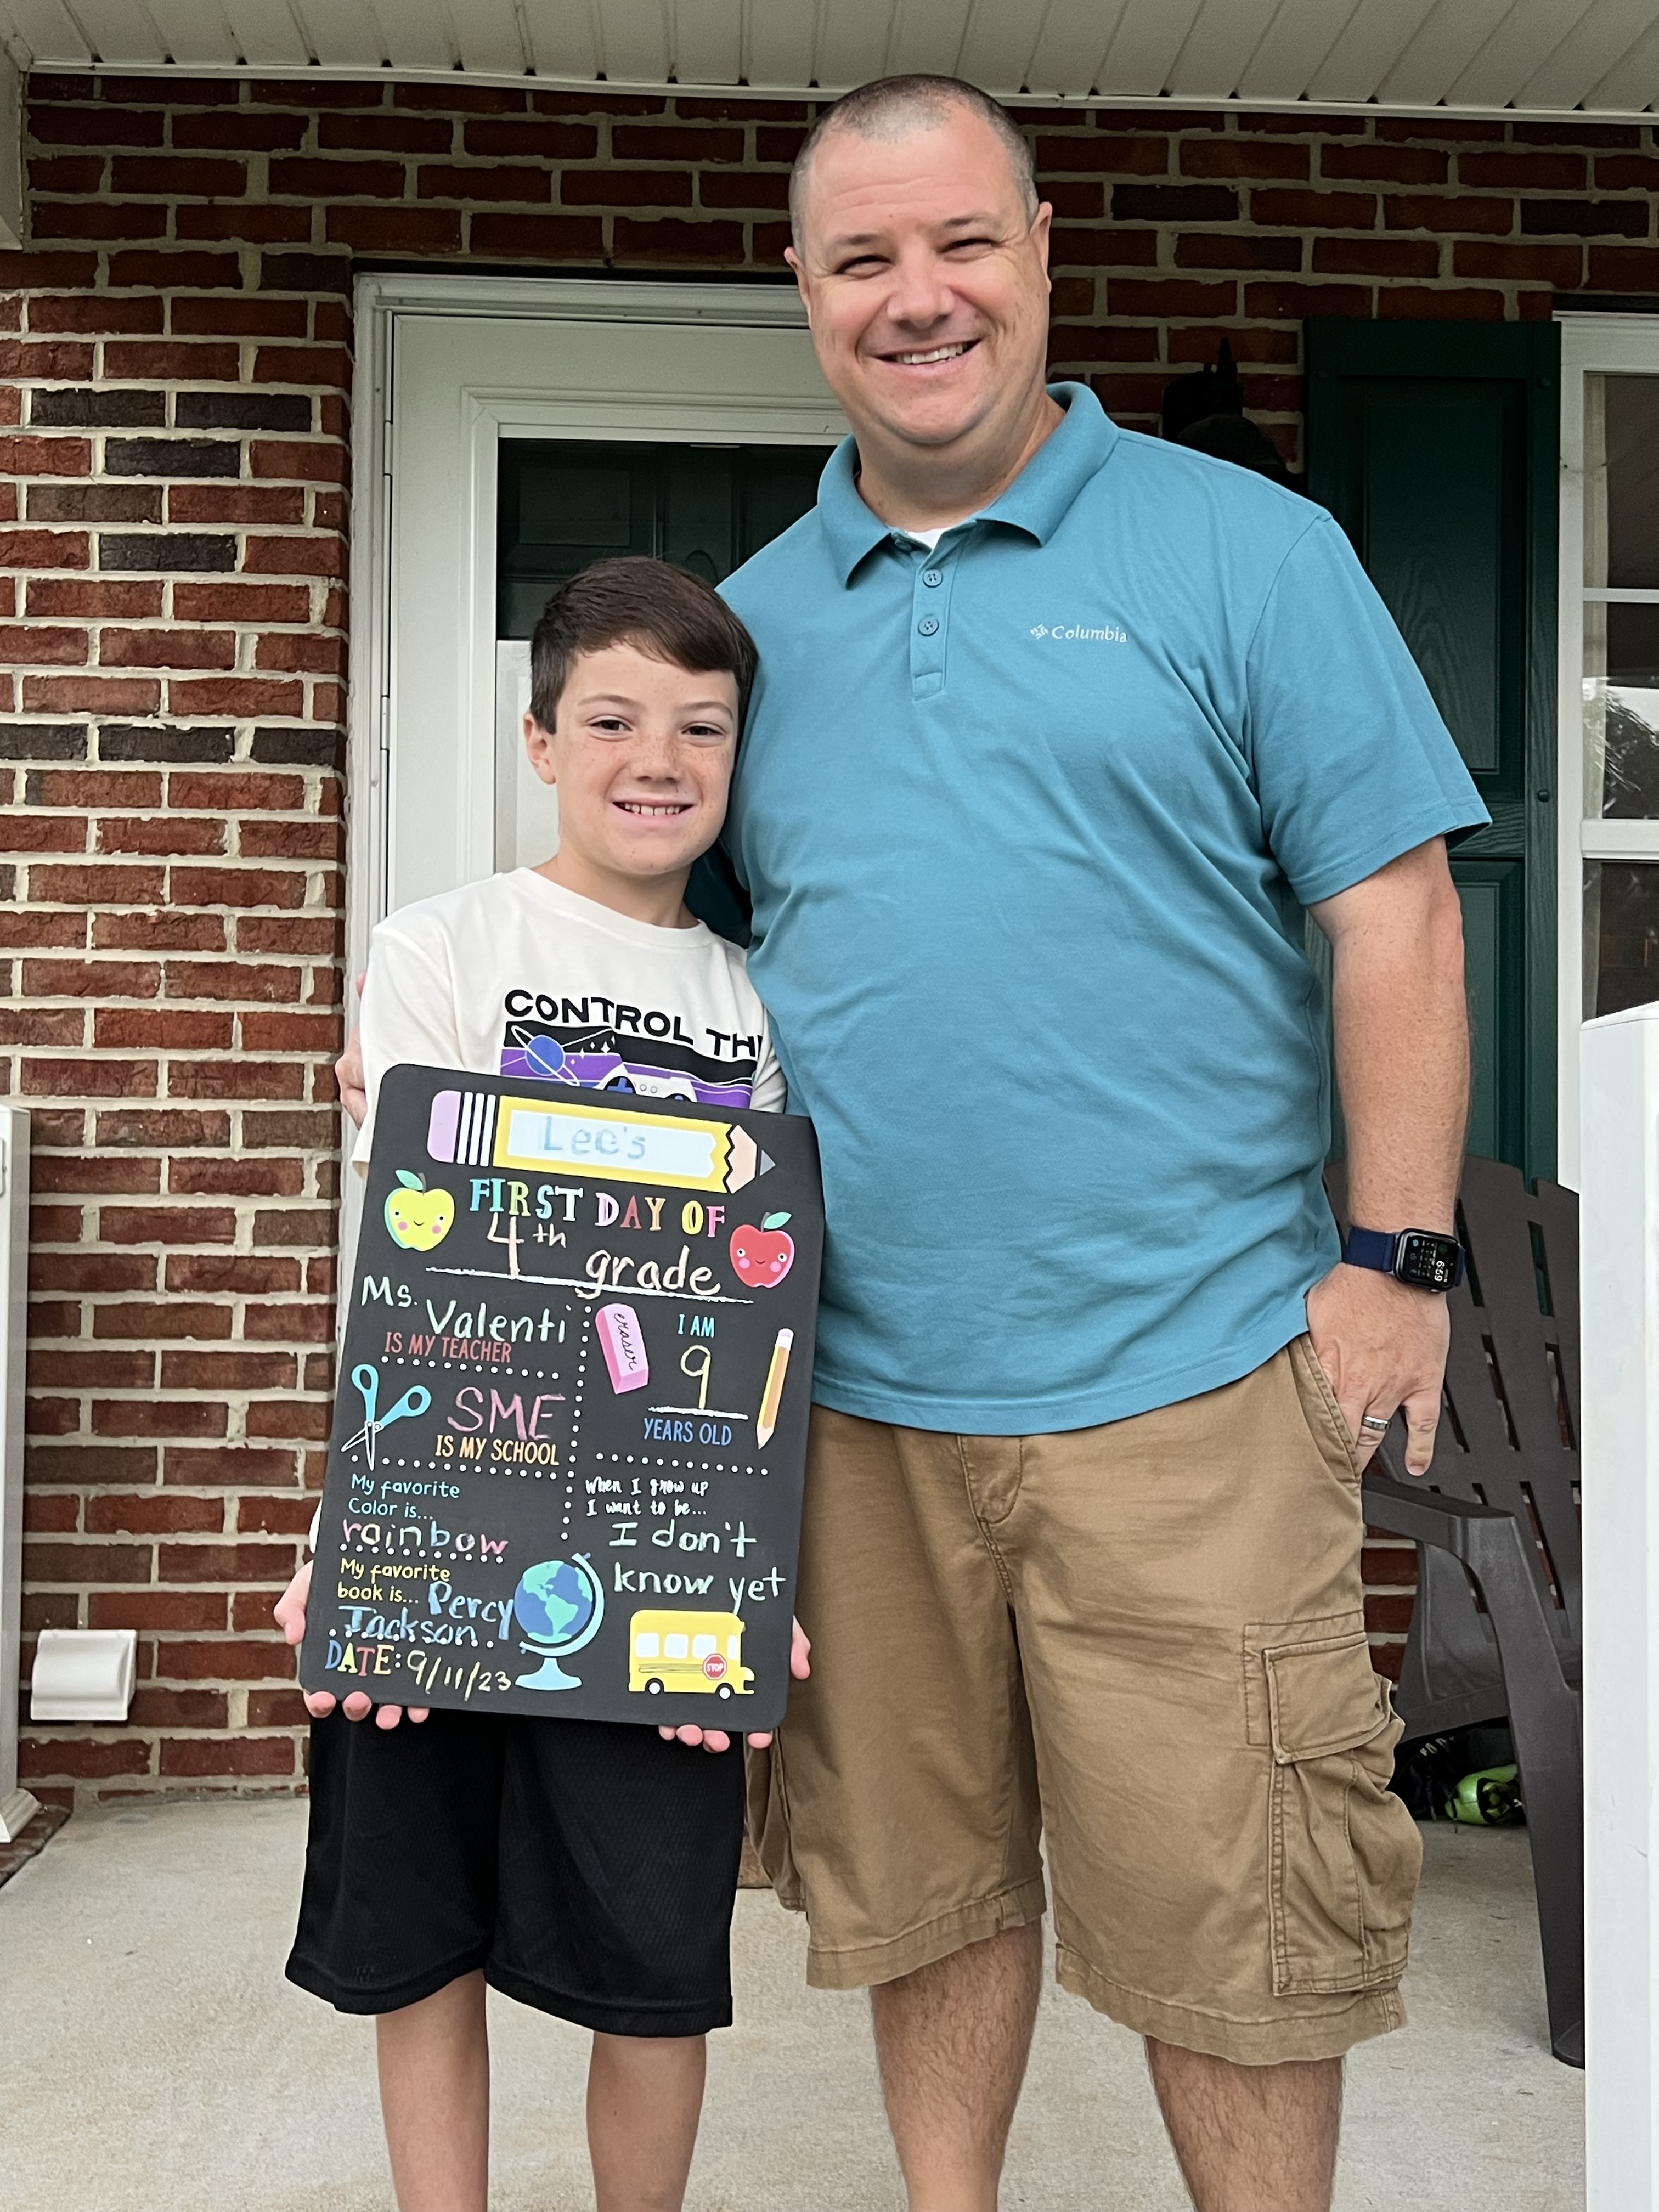 Columbia
CONTROL TH
Lee's
FIRST DAY OF
4th grade
Ms. Valenti
IS MY TEACHER
eraser
I AM
9
YEARS OLD
SME
IS MY SCHOOL
My favorite
Color is...
rainbow
When I grow up
I want to be...
I don't
know yet
My favorite
book is... Percy
Jackson
STOP
DATE: 9/11/23
6:59